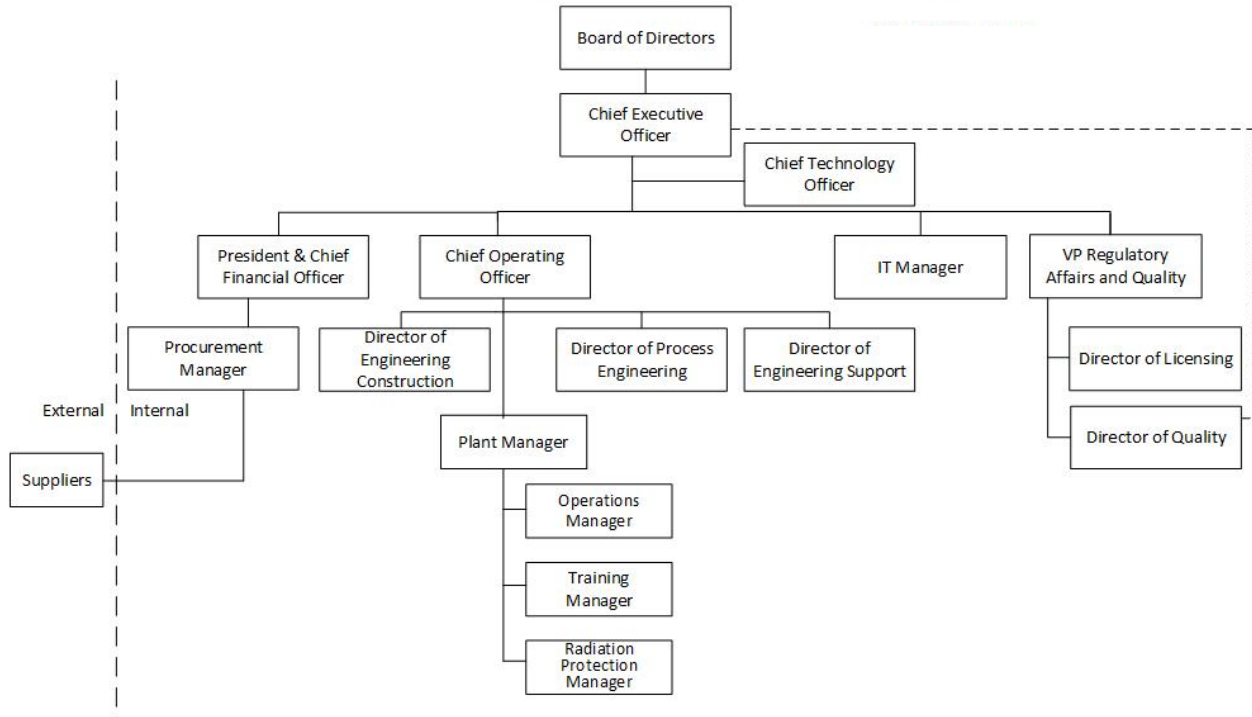 Board of Directors
Chief Executive
Officer
Chief Technology
Officer
President & Chief
Financial Officer
Chief Operating
Officer
IT Manager
VP Regulatory
Affairs and Quality
Procurement
Manager
Director of
Engineering
Construction
Director of Process
Engineering
Director of
Engineering Support
Director of Licensing
External
Internal
Plant Manager
Director of Quality
Suppliers
Operations
Manager
Training
Manager
Radiation
Protection
Manager